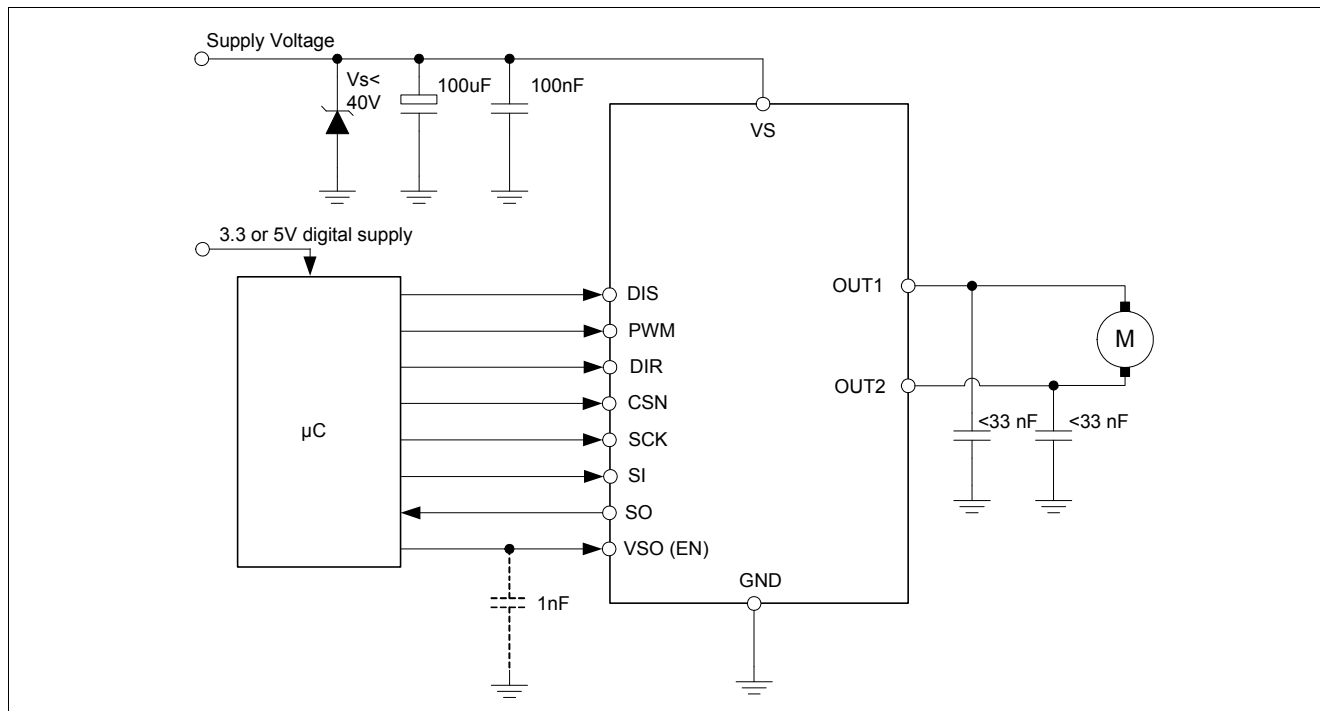 Supply Voltage
Vs<
40V
100uF
100nF
VS
3.3 or 5V digital supply
µC
DIS
PWM
DIR
CSN
SCK
SI
SO
VSO (EN)
1nF
GND
OUT1
OUT2
M
<33 nF
<33 nF